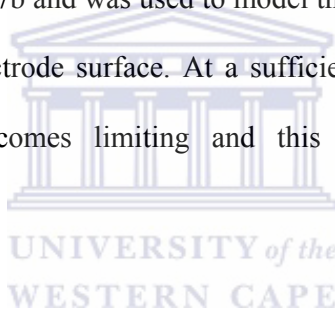 7b and was used to model th
trode surface. At a sufficie
comes limiting and this
UNIVERSITY of the
WESTERN CAPE